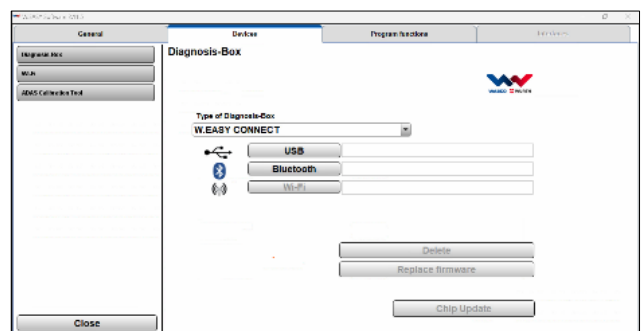 General
Devices
Program functions
Diagnosis Box
Wi-Fi
ADAS Calibration Tool
Diagnosis-Box
Type of Diagnosis-Box
W.EASY CONNECT
USB
Bluetooth
Wi-Fi
Delete
Replace firmware
Chip Update
Close